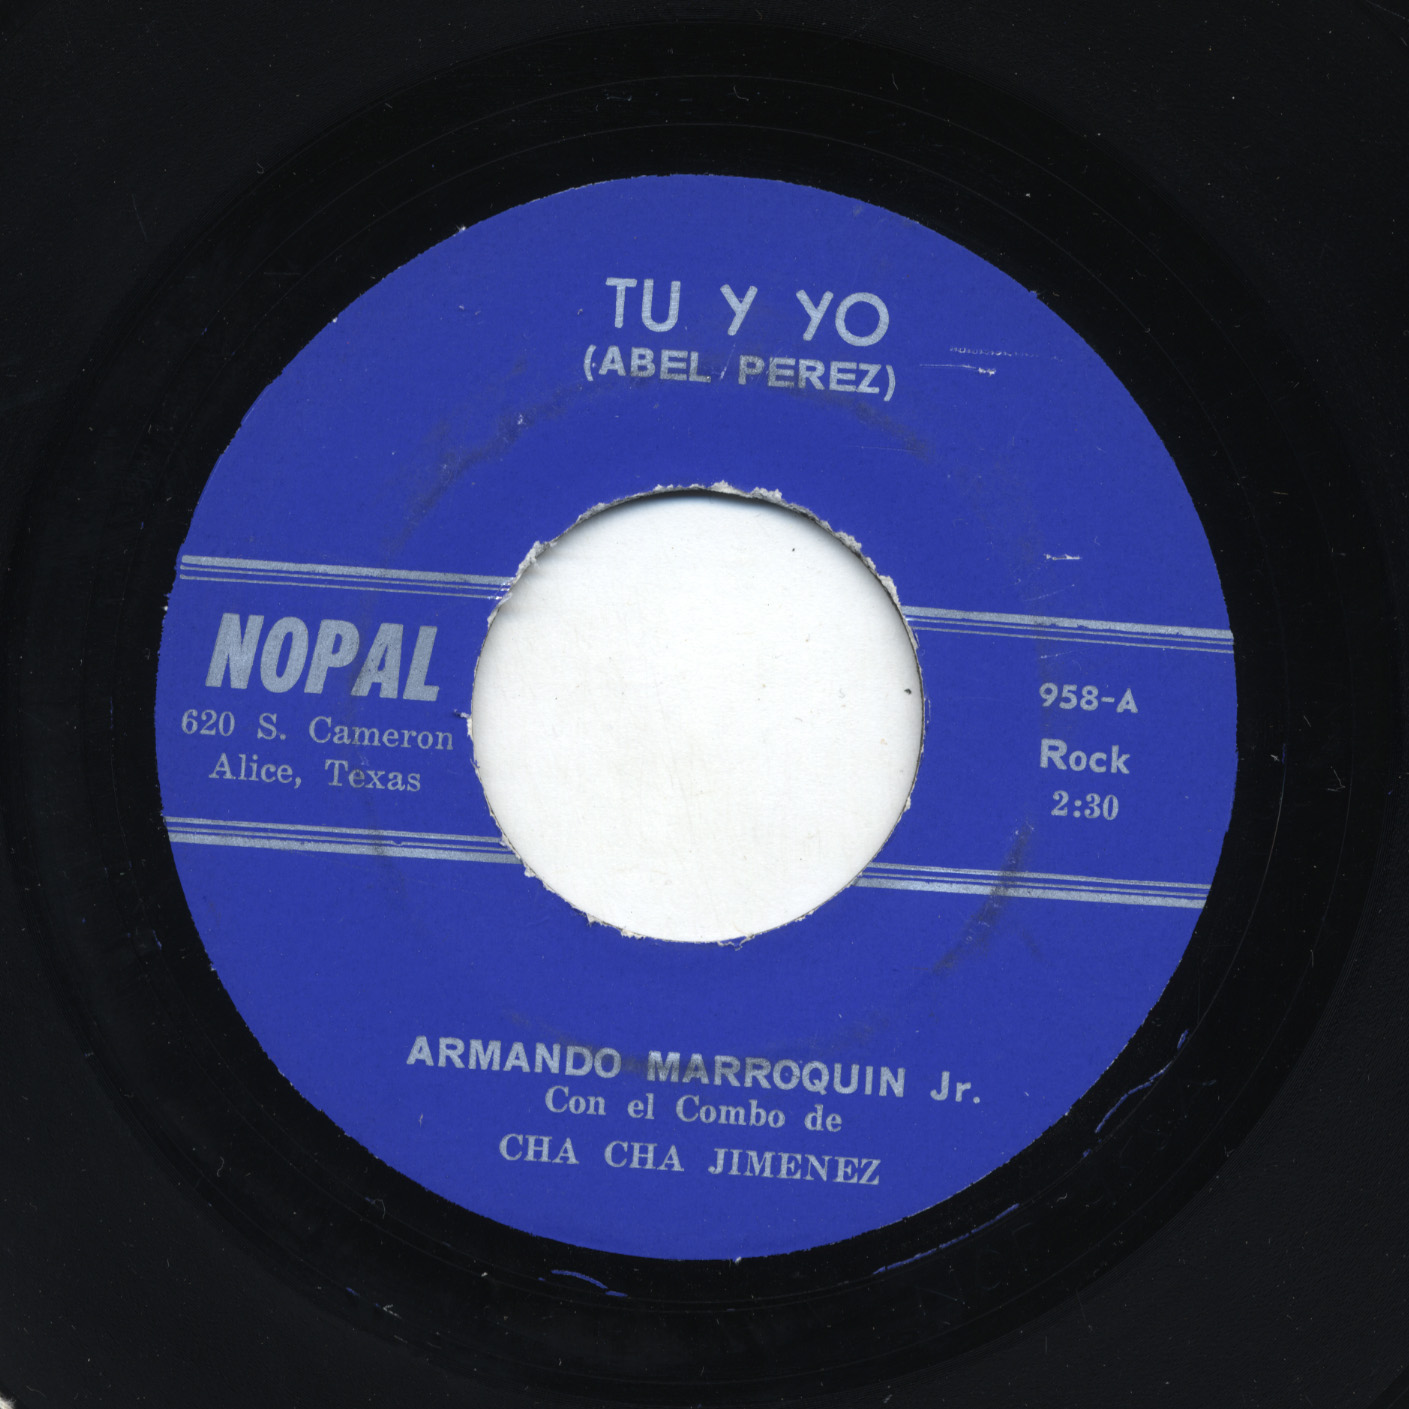 TU Y YO
(ABEL PEREZ)
NOPAL
620 S. Cameron
Alice, Texas
958-A
Rock
2:30
ARMANDO MARROQUIN Jr.
Con el Combo de
CHA CHA JIMENEZ